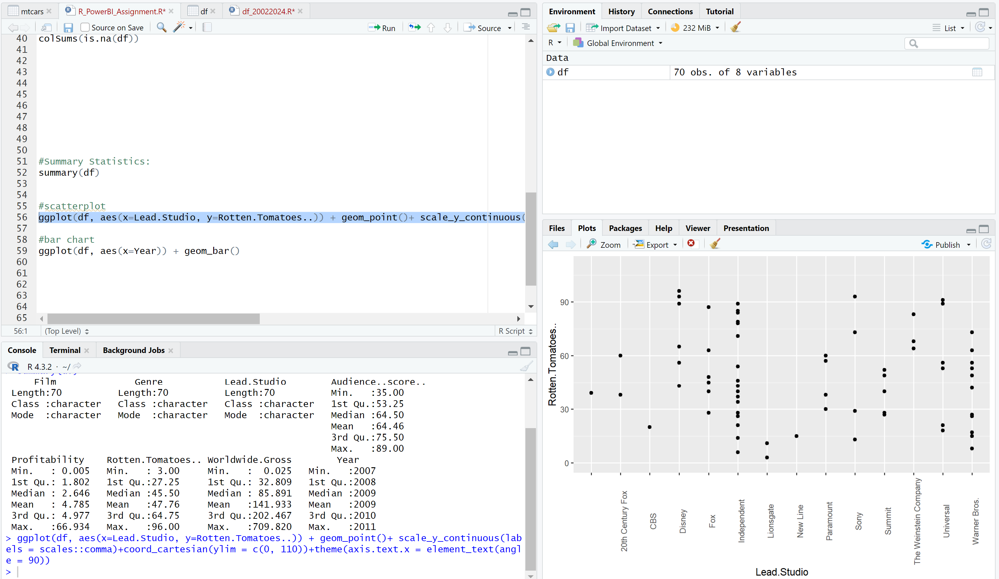 mtcars
R_PowerBI_Assignment.R*
df
df_20022024.R*
Source on Save
Run
Source
40 colSums(is.na(df))
41
42
43
44
45
46
47
48
49
50
51 #Summary Statistics:
52 summary(df)
53
54
55 #scatterplot
56 ggplot(df, aes(x=Lead.Studio, y=Rotten.Tomatoes..)) + geom_point()+ scale_y_continuous(
57
58 #bar chart
59 ggplot(df, aes(x=Year)) + geom_bar()
60
61
62
63
64
65
56:1 (Top Level) R Script
Console Terminal Background Jobs
R 4.3.2 · ~/
> summary(df)
Film Genre Lead.Studio Audience..score..
Length:70 Length:70 Length:70 Min. :35.00
Class :character Class :character Class :character 1st Qu.:53.25
Mode :character Mode :character Mode :character Median :64.50
Mean :64.46
3rd Qu.:75.50
Max. :89.00
Profitability Rotten.Tomatoes.. Worldwide.Gross Year
Min. : 0.005 Min. : 3.00 Min. : 0.025 Min. :2007
1st Qu.: 1.802 1st Qu.:27.25 1st Qu.: 32.809 1st Qu.:2008
Median : 2.646 Median :45.50 Median : 85.891 Median :2009
Mean : 4.785 Mean :47.76 Mean :141.933 Mean :2009
3rd Qu.: 4.977 3rd Qu.:64.75 3rd Qu.:202.467 3rd Qu.:2010
Max. :66.934 Max. :96.00 Max. :709.820 Max. :2011
> ggplot(df, aes(x=Lead.Studio, y=Rotten.Tomatoes..)) + geom_point()+ scale_y_continuous(lab
els = scales::comma)+coord_cartesian(ylim = c(0, 110))+theme(axis.text.x = element_text(angl
e = 90))
>
Environment History Connections Tutorial
Import Dataset 232 MiB List
R Global Environment
Data
df 70 obs. of 8 variables
Files Plots Packages Help Viewer Presentation
Zoom Export Publish
Rotten.Tomatoes..
90
60
30
0
20th Century Fox
CBS
Disney
Fox
Independent
Lionsgate
New Line
Paramount
Sony
Summit
The Weinstein Company
Universal
Warner Bros.
Lead.Studio